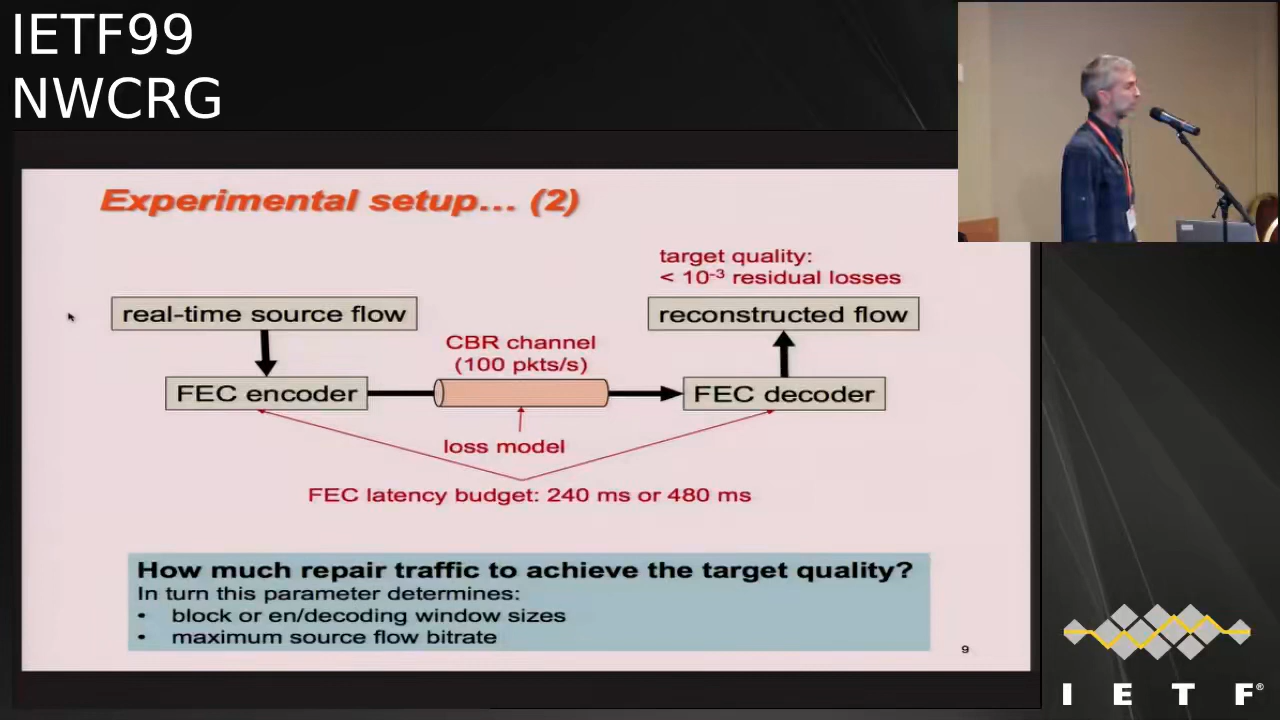 IETF99
NWCRG
Experimental setup... (2)
target quality:
< 10⁻³ residual losses
real-time source flow
reconstructed flow
CBR channel
(100 pkts/s)
FEC encoder
FEC decoder
loss model
FEC latency budget: 240 ms or 480 ms
How much repair traffic to achieve the target quality?
In turn this parameter determines:
• block or en/decoding window sizes
• maximum source flow bitrate
9
I E T F®